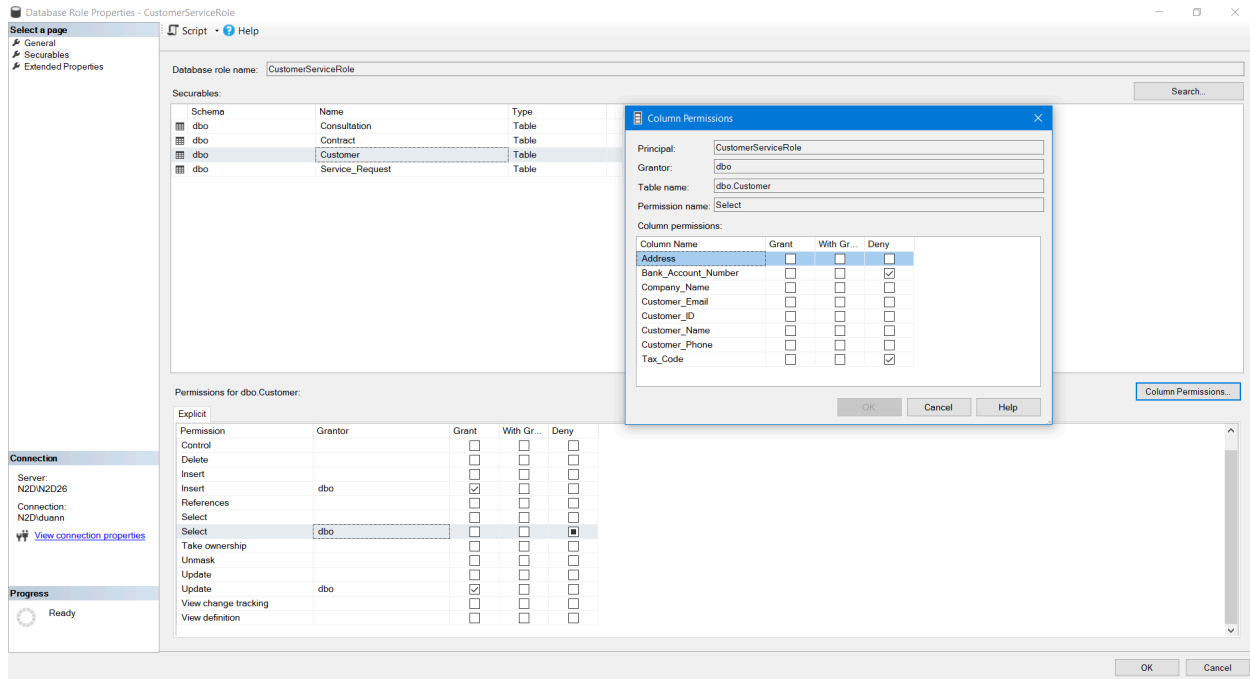 Database Role Properties - CustomerServiceRole
Select a page
General
Securables
Extended Properties
Script
Help
Database role name: CustomerServiceRole
Securables:
Search...
Schema Name Type
dbo Consultation Table
dbo Contract Table
dbo Customer Table
dbo Service_Request Table
Column Permissions
Principal: CustomerServiceRole
Grantor: dbo
Table name: dbo.Customer
Permission name: Select
Column permissions:
Column Name Grant With Gr... Deny
Address
Bank_Account_Number
Company_Name
Customer_Email
Customer_ID
Customer_Name
Customer_Phone
Tax_Code
OK Cancel Help
Permissions for dbo.Customer:
Column Permissions...
Explicit
Permission Grantor Grant With Gr... Deny
Control
Delete
Insert
Insert dbo
References
Select
Select dbo
Take ownership
Unmask
Update
Update dbo
View change tracking
View definition
Connection
Server:
N2D\N2D26
Connection:
N2D\duann
View connection properties
Progress
Ready
OK Cancel